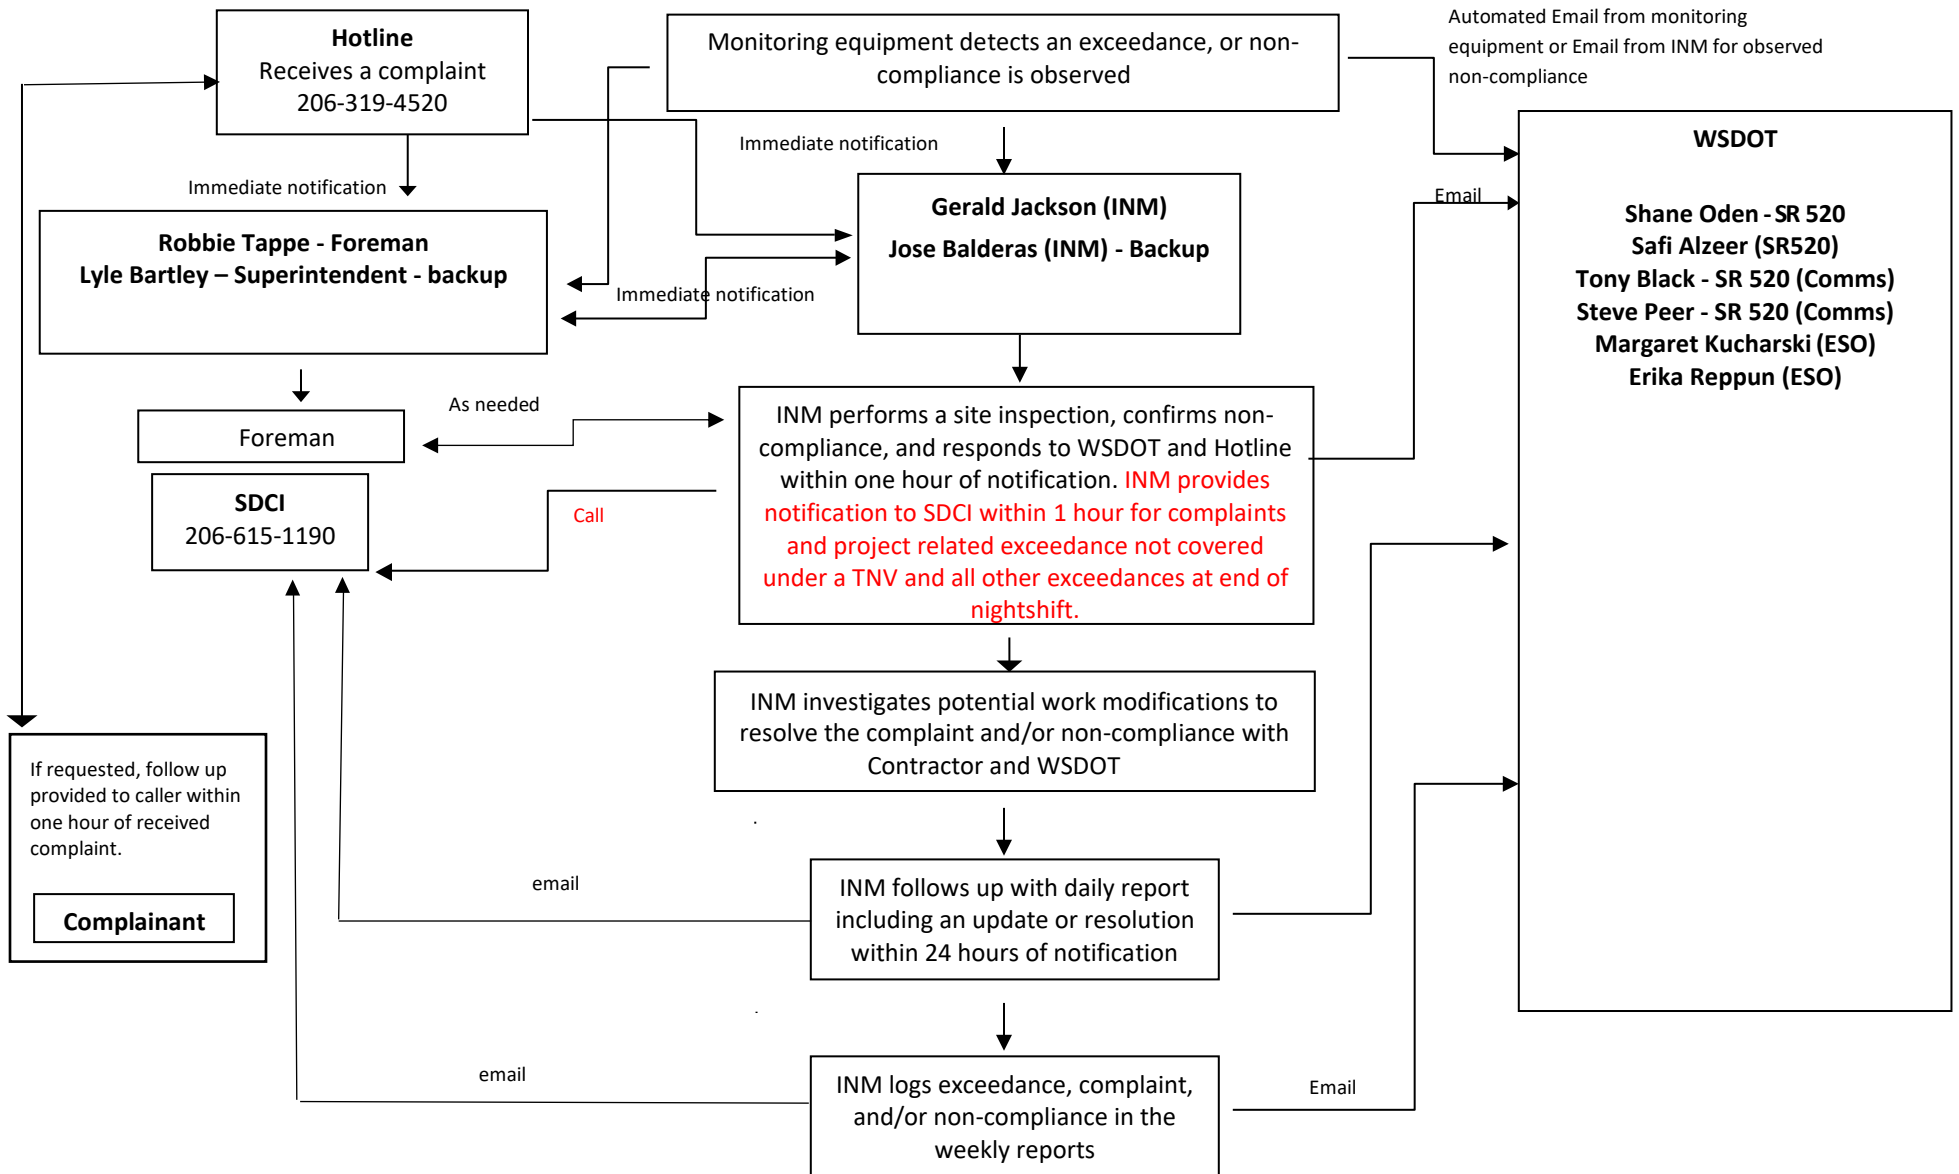 Hotline
Receives a complaint
206-319-4520
Monitoring equipment detects an exceedance, or non-
compliance is observed
Automated Email from monitoring
equipment or Email from INM for observed
non-compliance
Immediate notification
Immediate notification
Robbie Tappe - Foreman
Lyle Bartley – Superintendent - backup
Gerald Jackson (INM)
Jose Balderas (INM) - Backup
Immediate notification
Email
WSDOT
Shane Oden - SR 520
Safi Alzeer (SR520)
Tony Black - SR 520 (Comms)
Steve Peer - SR 520 (Comms)
Margaret Kucharski (ESO)
Erika Reppun (ESO)
As needed
Foreman
SDCI
206-615-1190
Call
INM performs a site inspection, confirms non-
compliance, and responds to WSDOT and Hotline
within one hour of notification. INM provides
notification to SDCI within 1 hour for complaints
and project related exceedance not covered
under a TNV and all other exceedances at end of
nightshift.
INM investigates potential work modifications to
resolve the complaint and/or non-compliance with
Contractor and WSDOT
If requested, follow up
provided to caller within
one hour of received
complaint.
Complainant
email
INM follows up with daily report
including an update or resolution
within 24 hours of notification
email
INM logs exceedance, complaint,
and/or non-compliance in the
weekly reports
Email